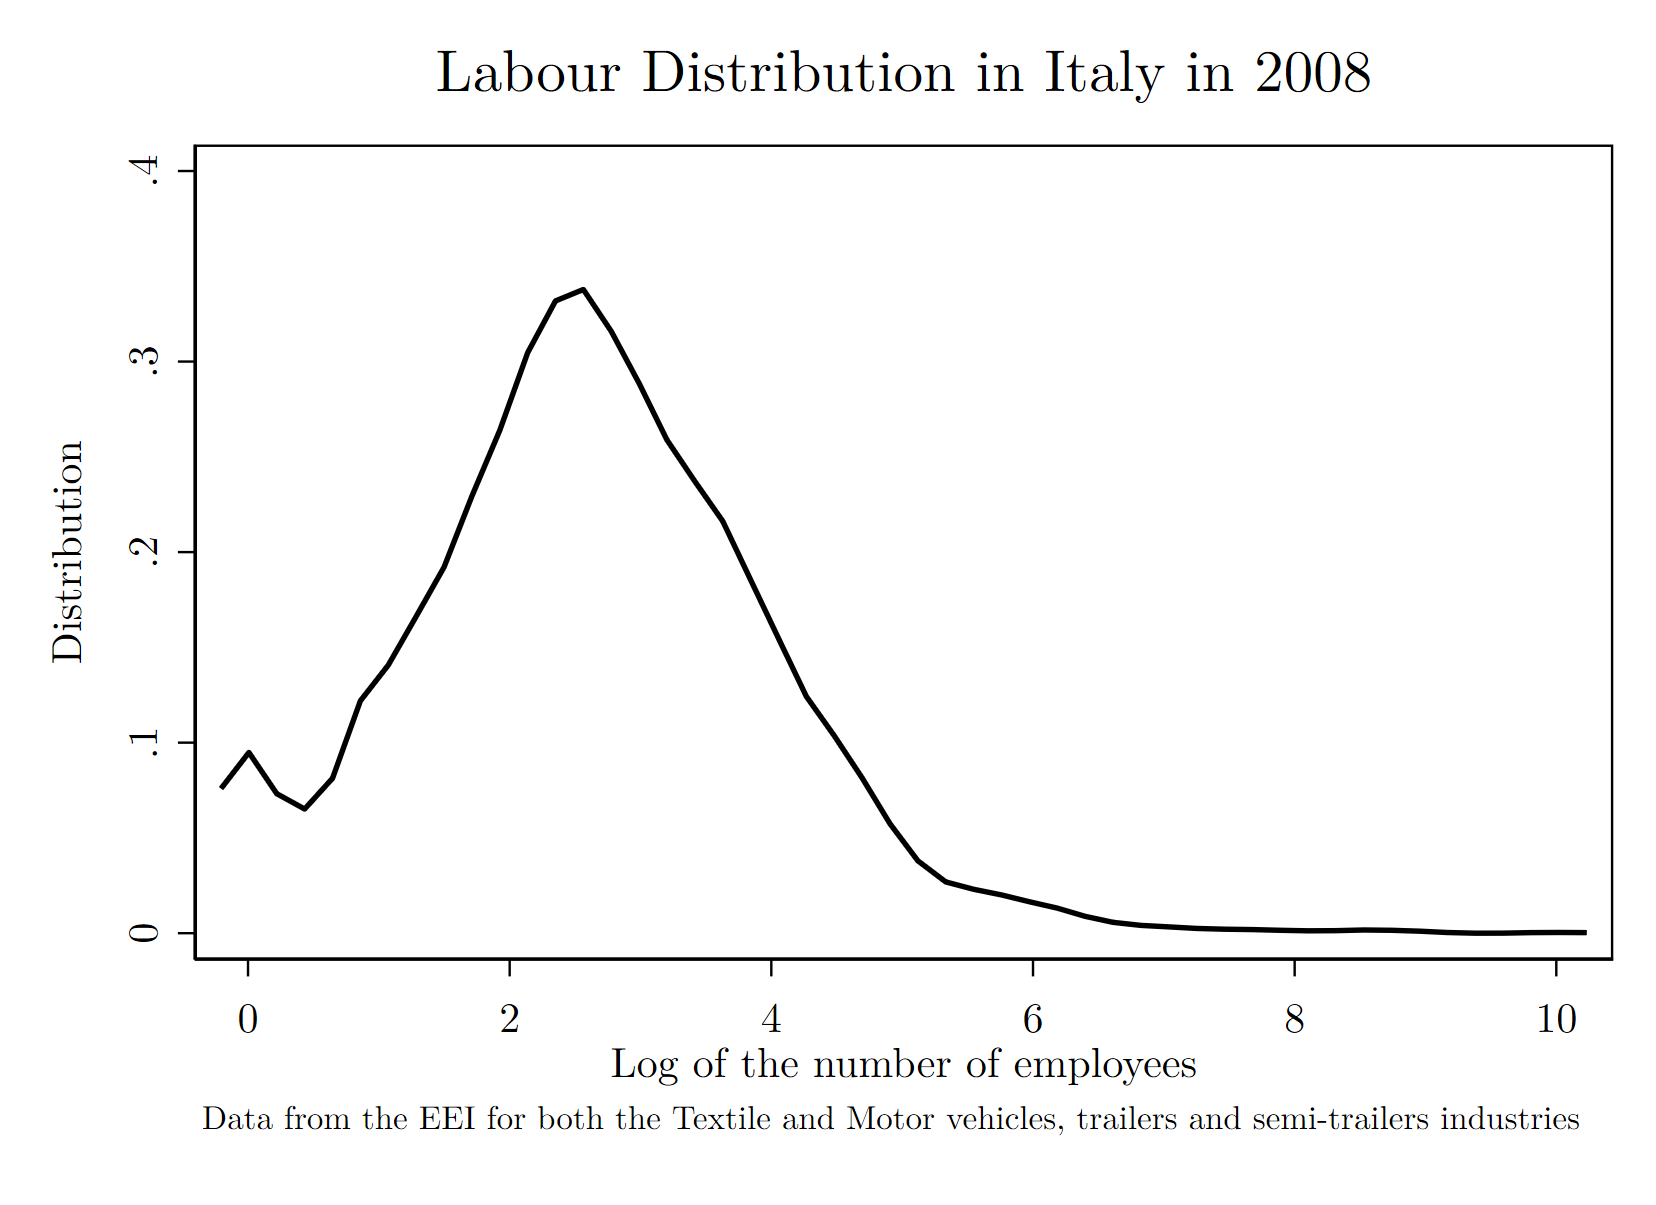 Labour Distribution in Italy in 2008
.4
.3
.2
.1
0
Distribution
0 2 4 6 8 10
Log of the number of employees
Data from the EEI for both the Textile and Motor vehicles, trailers and semi-trailers industries